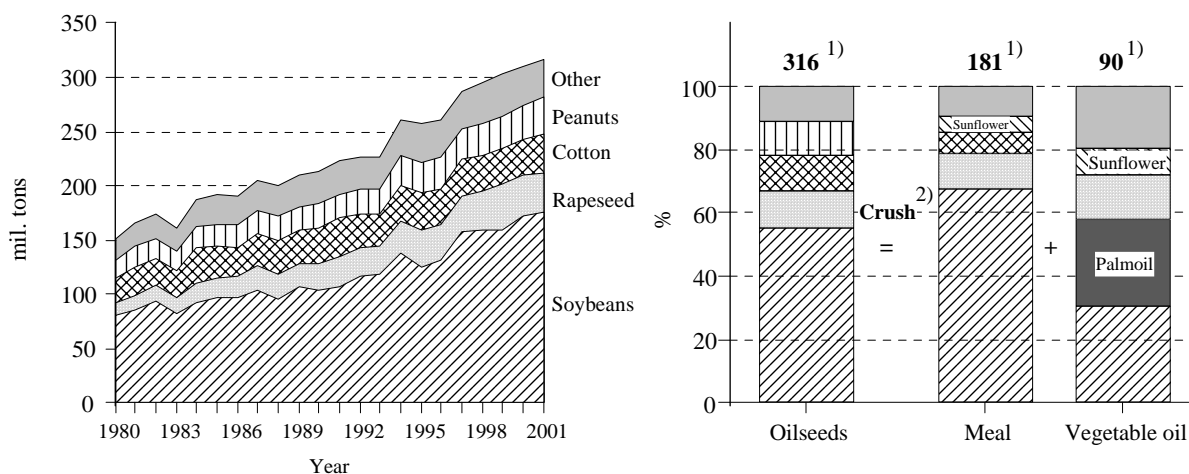 350
300
250
200
150
100
50
0
mil. tons
1980 1983 1986 1989 1992 1995 1998 2001
Year
Other
Peanuts
Cotton
Rapeseed
Soybeans
316 1) 181 1) 90 1)
100
80
60
40
20
0
%
Sunflower
Sunflower
Crush 2)
= +
Palmoil
Oilseeds Meal Vegetable oil